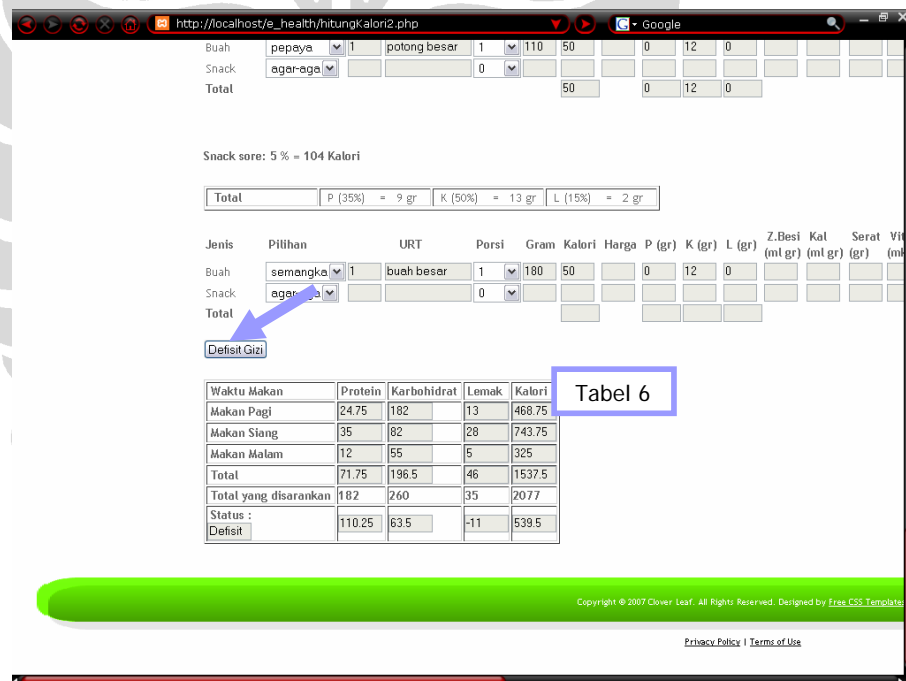 http://localhost/e_health/hitungKalori2.php Google
Buah pepaya 1 potong besar 1 110 50 0 12 0
Snack agar-aga 0
Total 50 0 12 0
Snack sore: 5 % = 104 Kalori
Total P (35%) = 9 gr K (50%) = 13 gr L (15%) = 2 gr
Jenis Pilihan URT Porsi Gram Kalori Harga P (gr) K (gr) L (gr) Z.Besi (ml gr) Kal (ml gr) Serat (gr)
Buah semangka 1 buah besar 1 180 50 0 12 0
Snack 0
Total
Defisit Gizi
Waktu Makan Protein Karbohidrat Lemak Kalori
Tabel 6
Makan Pagi 24.75 182 13 468.75
Makan Siang 35 82 28 743.75
Makan Malam 12 55 5 325
Total 71.75 196.5 46 1537.5
Total yang disarankan 182 260 35 2077
Status :
Defisit 110.25 63.5 -11 539.5
Copyright © 2007 Clover Leaf. All Rights Reserved. Designed by Free CSS Template
Privacy Policy | Terms of Use